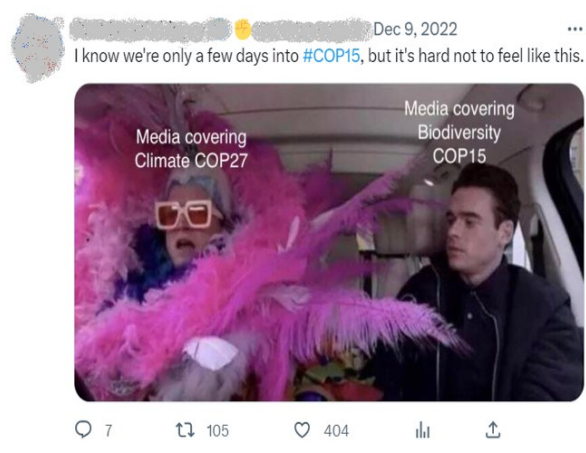 Dec 9, 2022
I know we're only a few days into #COP15, but it's hard not to feel like this.
Media covering
Climate COP27
Media covering
Biodiversity
COP15
7 105 404